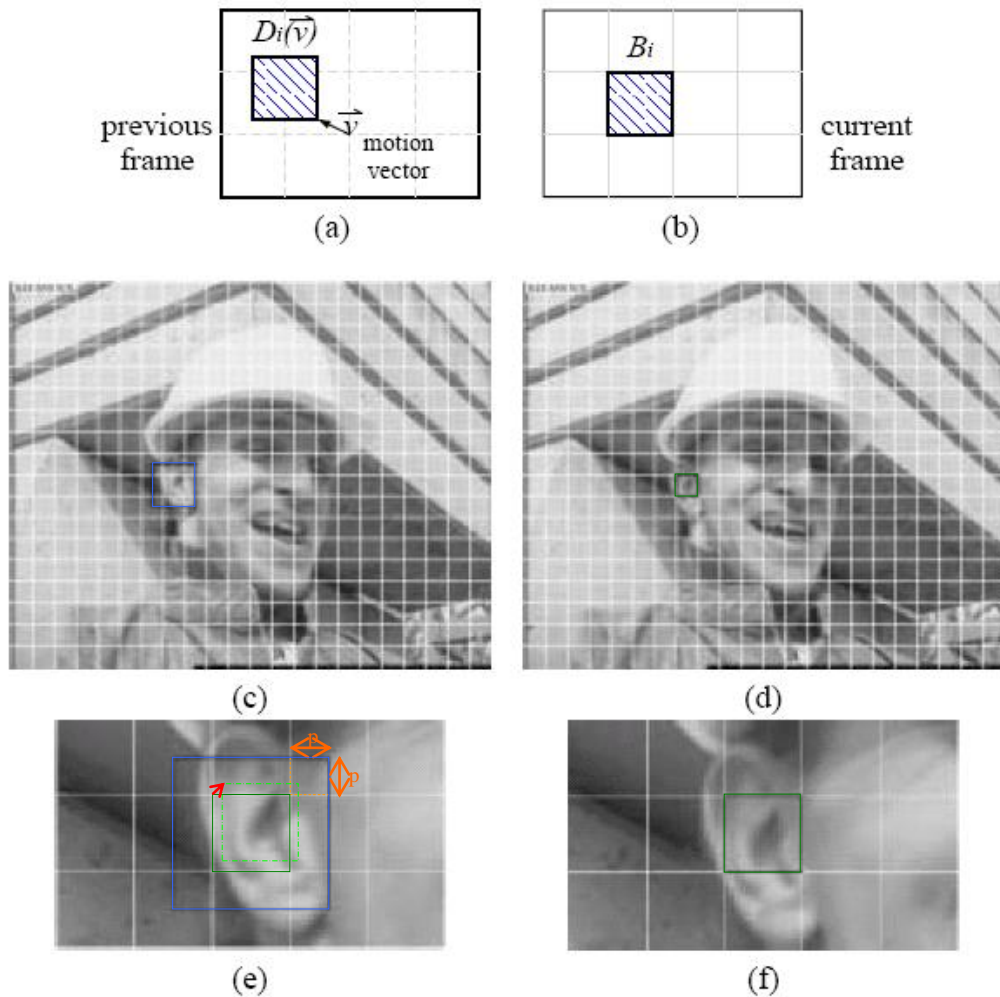 Di(v⃗)
previous
frame
v⃗
motion
vector
(a)
Bi
current
frame
(b)
(c)
(d)
p
p
(e)
(f)